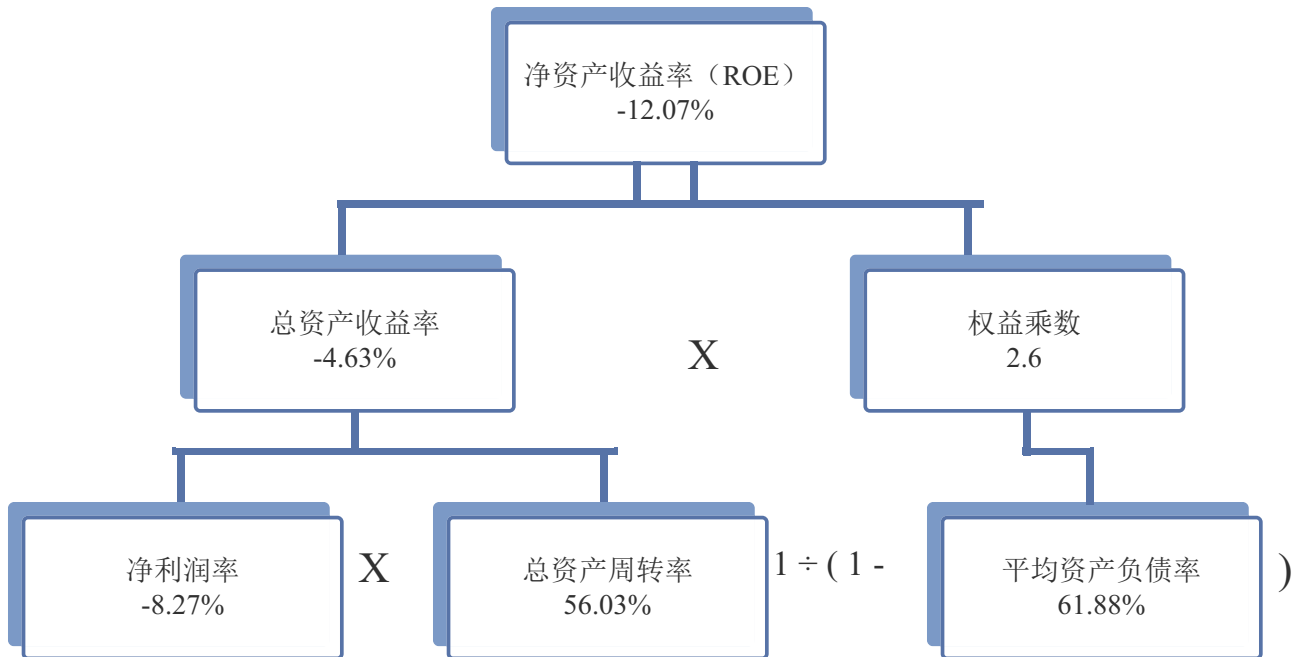 净资产收益率（ROE）
-12.07%
总资产收益率
-4.63%
X
权益乘数
2.6
净利润率
-8.27%
X
总资产周转率
56.03%
1 ÷ ( 1 -
平均资产负债率
61.88%
)